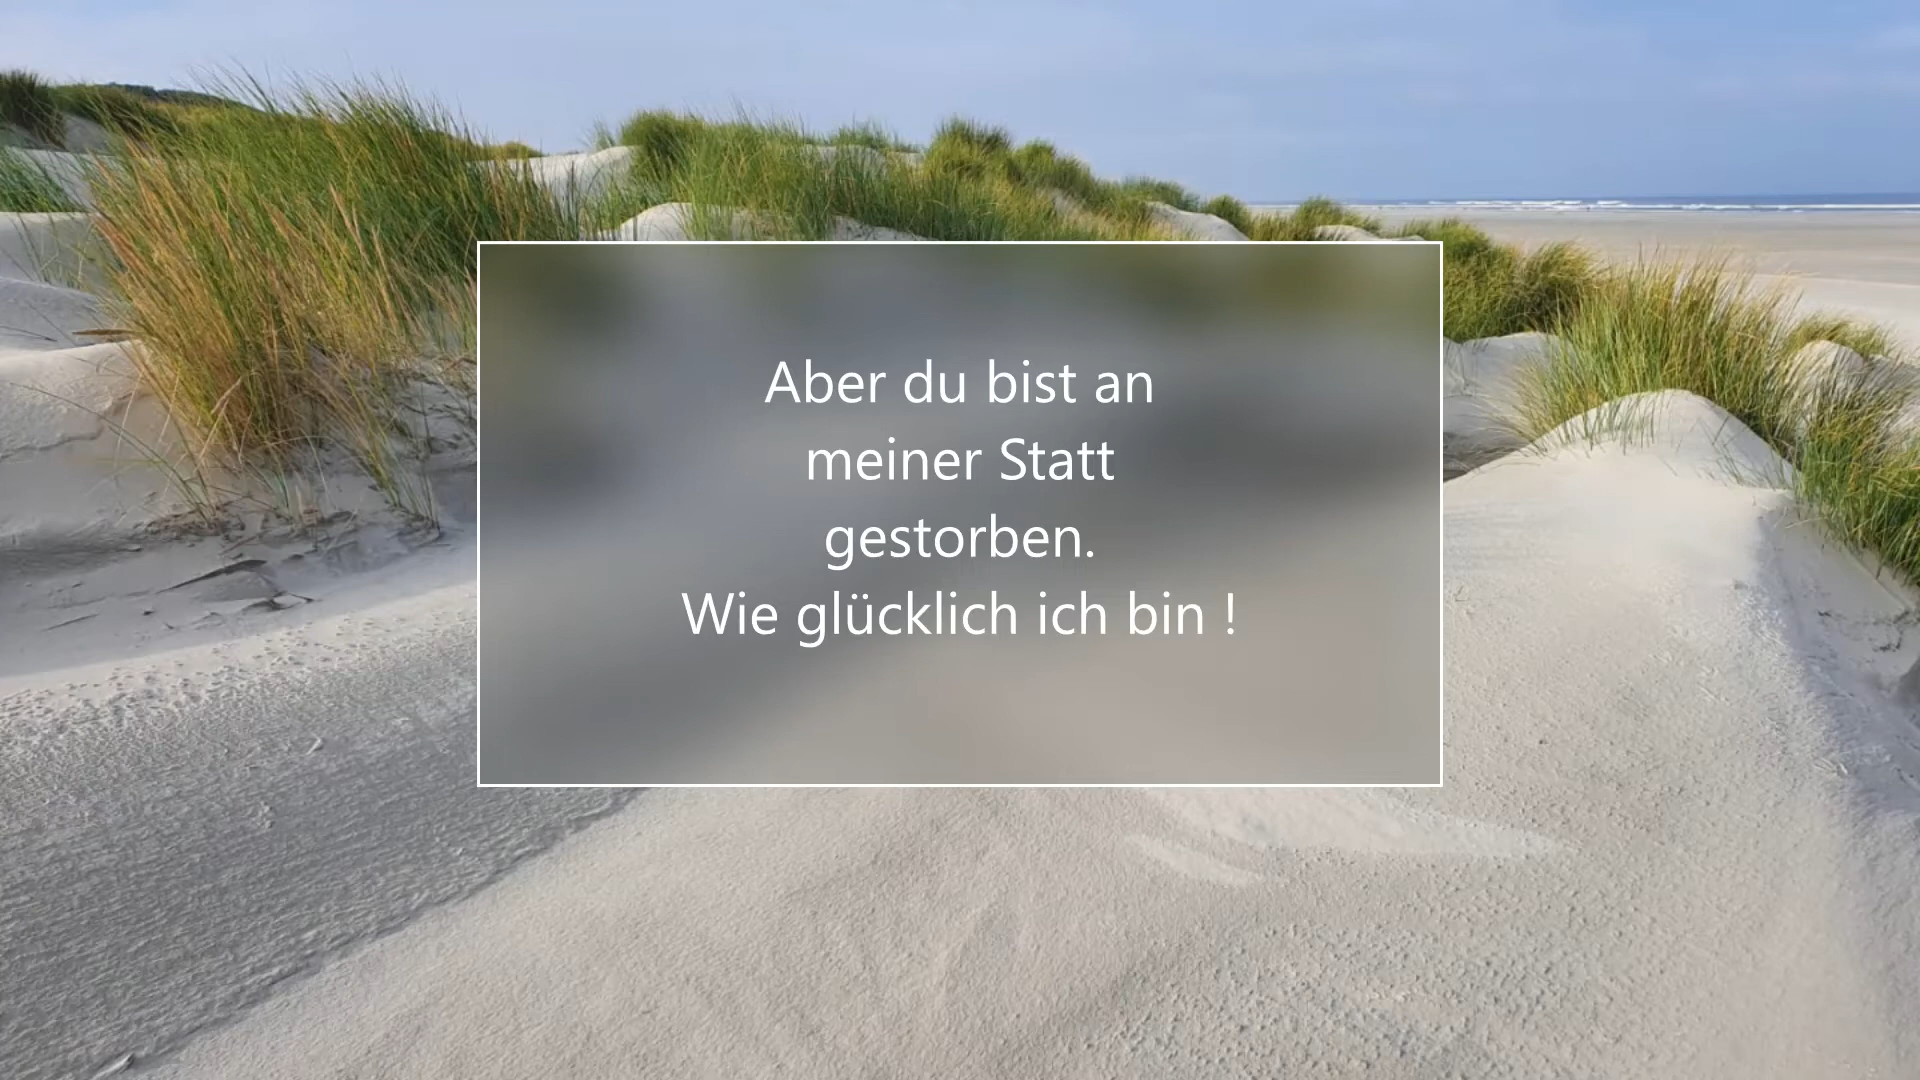 Aber du bist an
meiner Statt
gestorben.
Wie glücklich ich bin !